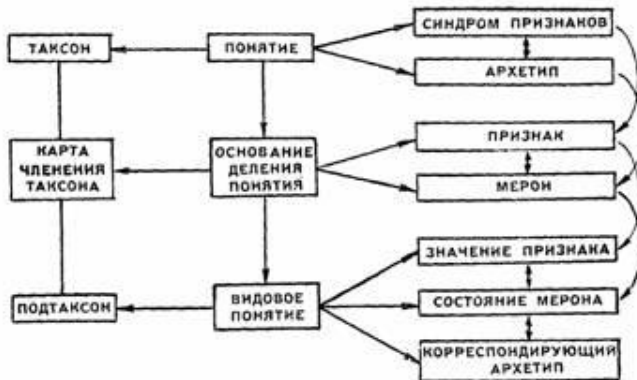 СИНДРОМ ПРИЗНАКОВ
ТАКСОН
ПОНЯТИЕ
АРХЕТИП
КАРТА
ЧЛЕНЕНИЯ
ТАКСОНА
ОСНОВАНИЕ
ДЕЛЕНИЯ
ПОНЯТИЯ
ПРИЗНАК
МЕРОН
ЗНАЧЕНИЕ ПРИЗНАКА
ПОДТАКСОН
ВИДОВОЕ
ПОНЯТИЕ
СОСТОЯНИЕ МЕРОНА
КОРРЕСПОНДИРУЮЩИЙ
АРХЕТИП